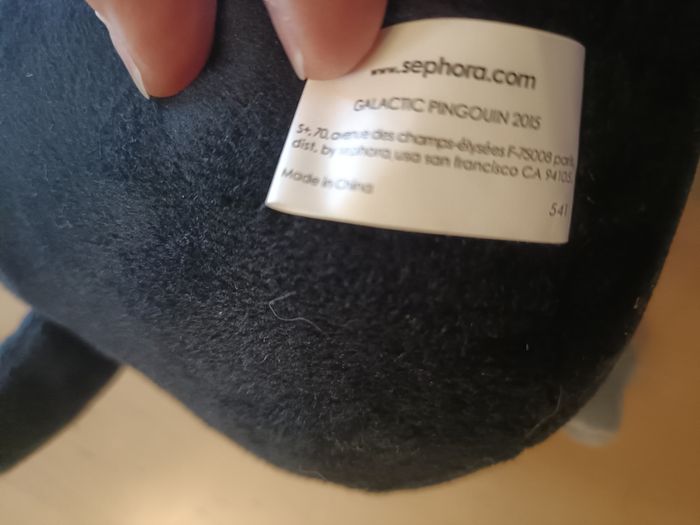 www.sephora.com
GALACTIC PINGOUIN 2015
S+, 70, avenue des champs-élysées F-75008 paris
dist. by sephora, usa san francisco CA 94105
Made in China
541